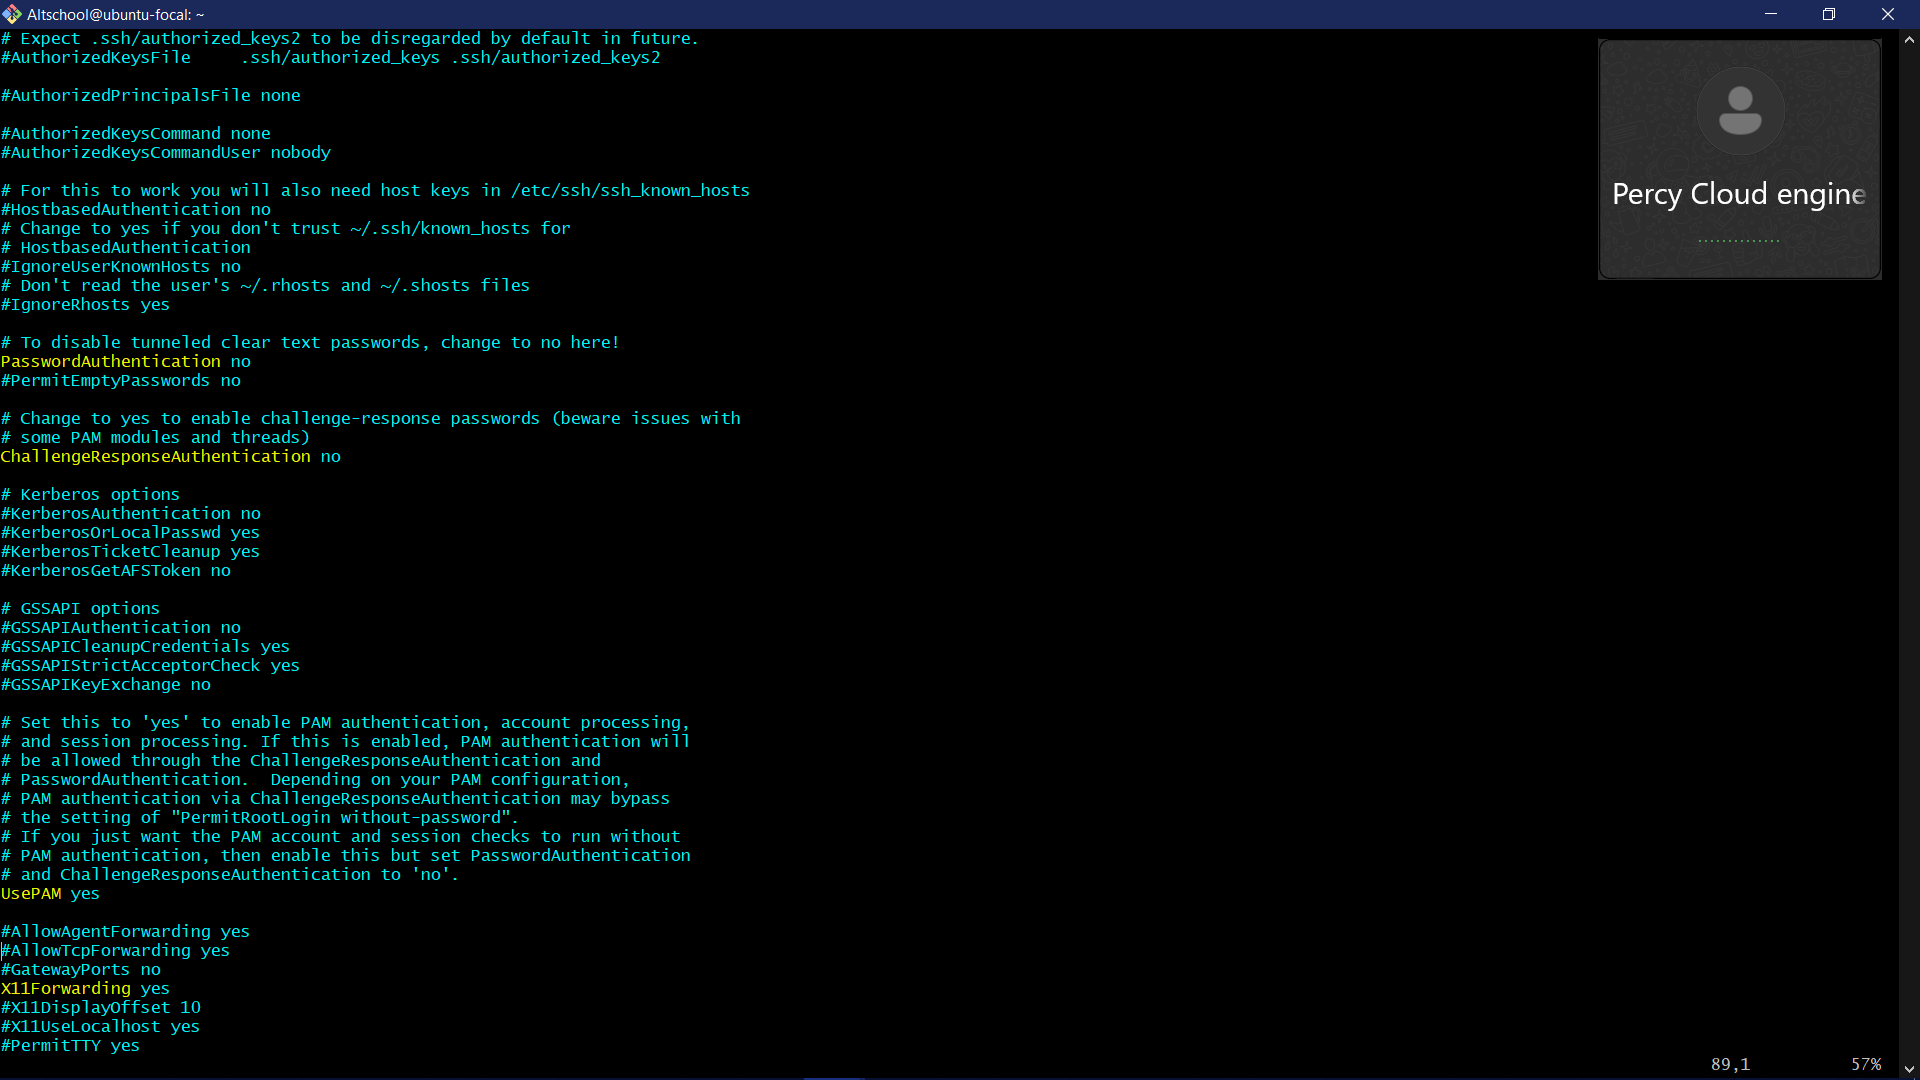 Altschool@ubuntu-focal: ~
# Expect .ssh/authorized_keys2 to be disregarded by default in future.
#AuthorizedKeysFile     .ssh/authorized_keys .ssh/authorized_keys2
#AuthorizedPrincipalsFile none
#AuthorizedKeysCommand none
#AuthorizedKeysCommandUser nobody
# For this to work you will also need host keys in /etc/ssh/ssh_known_hosts
#HostbasedAuthentication no
# Change to yes if you don't trust ~/.ssh/known_hosts for
# HostbasedAuthentication
#IgnoreUserKnownHosts no
# Don't read the user's ~/.rhosts and ~/.shosts files
#IgnoreRhosts yes
# To disable tunneled clear text passwords, change to no here!
PasswordAuthentication no
#PermitEmptyPasswords no
# Change to yes to enable challenge-response passwords (beware issues with
# some PAM modules and threads)
ChallengeResponseAuthentication no
# Kerberos options
#KerberosAuthentication no
#KerberosOrLocalPasswd yes
#KerberosTicketCleanup yes
#KerberosGetAFSToken no
# GSSAPI options
#GSSAPIAuthentication no
#GSSAPICleanupCredentials yes
#GSSAPIStrictAcceptorCheck yes
#GSSAPIKeyExchange no
# Set this to 'yes' to enable PAM authentication, account processing,
# and session processing. If this is enabled, PAM authentication will
# be allowed through the ChallengeResponseAuthentication and
# PasswordAuthentication.  Depending on your PAM configuration,
# PAM authentication via ChallengeResponseAuthentication may bypass
# the setting of "PermitRootLogin without-password".
# If you just want the PAM account and session checks to run without
# PAM authentication, then enable this but set PasswordAuthentication
# and ChallengeResponseAuthentication to 'no'.
UsePAM yes
#AllowAgentForwarding yes
#AllowTcpForwarding yes
#GatewayPorts no
X11Forwarding yes
#X11DisplayOffset 10
#X11UseLocalhost yes
#PermitTTY yes
89,1 57%
Percy Cloud engine